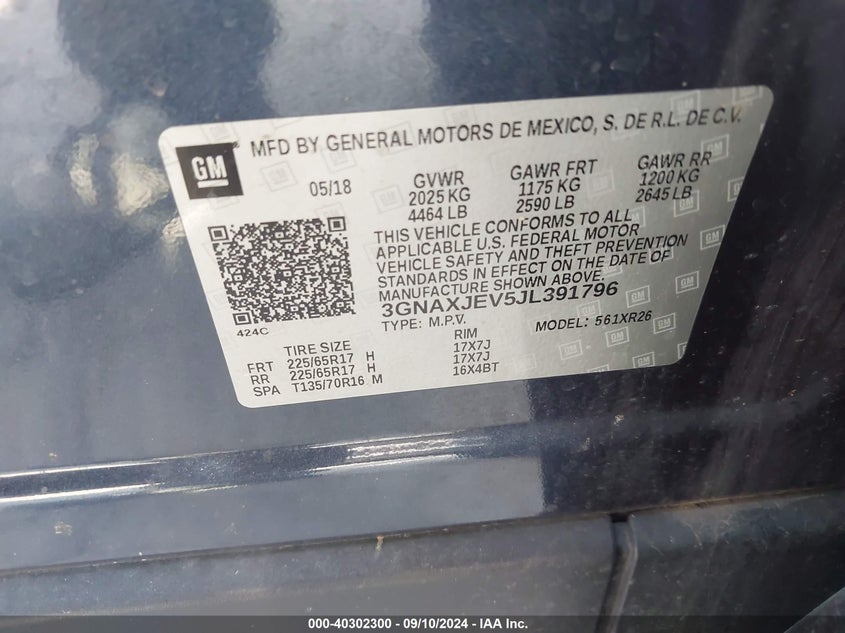 GM
MFD BY GENERAL MOTORS DE MEXICO, S. DE R.L. DE C.V.
05/18 GVWR GAWR FRT GAWR RR
2025 KG 1175 KG 1200 KG
4464 LB 2590 LB 2645 LB
THIS VEHICLE CONFORMS TO ALL
APPLICABLE U.S. FEDERAL MOTOR
VEHICLE SAFETY AND THEFT PREVENTION
STANDARDS IN EFFECT ON THE DATE OF
MANUFACTURE SHOWN ABOVE.
3GNAXJEV5JL391796
TYPE: M.P.V. MODEL: 561XR26
424C
TIRE SIZE RIM
FRT 225/65R17 H 17X7J
RR 225/65R17 H 17X7J
SPA T135/70R16 M 16X4BT
000-40302300 - 09/10/2024 - IAA Inc.